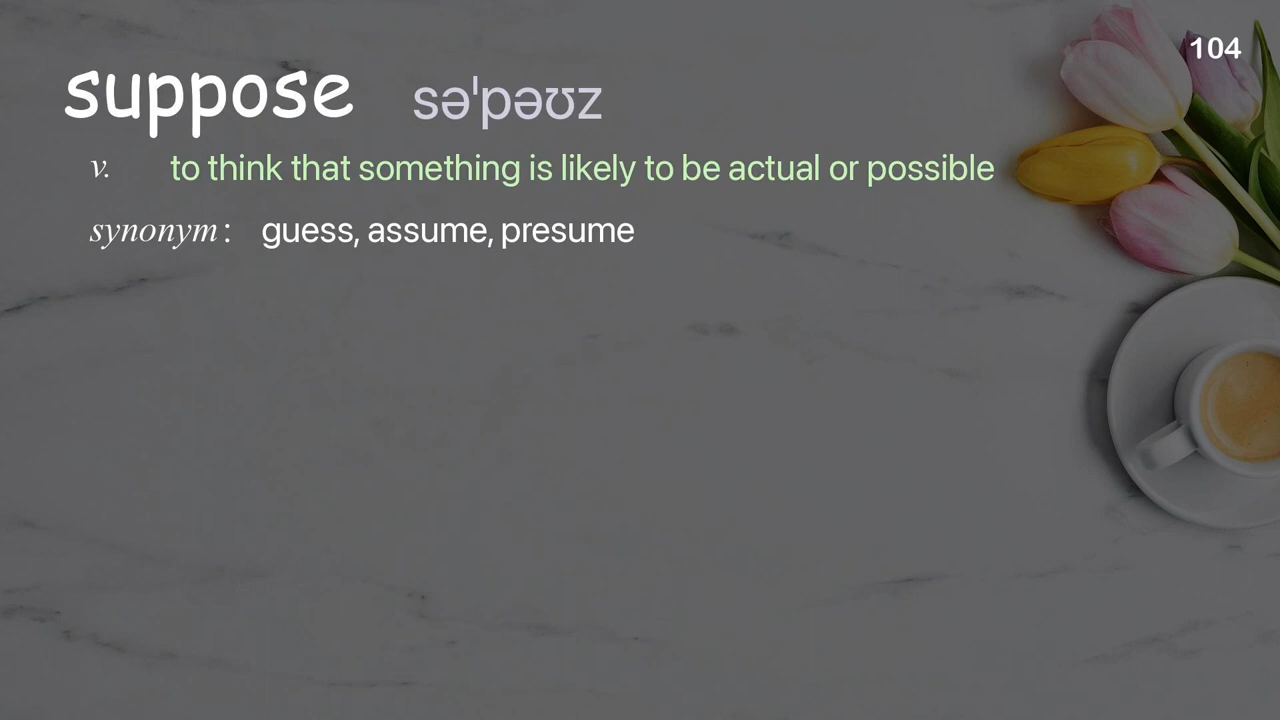 104
suppose səˈpəʊz
v. to think that something is likely to be actual or possible
synonym: guess, assume, presume